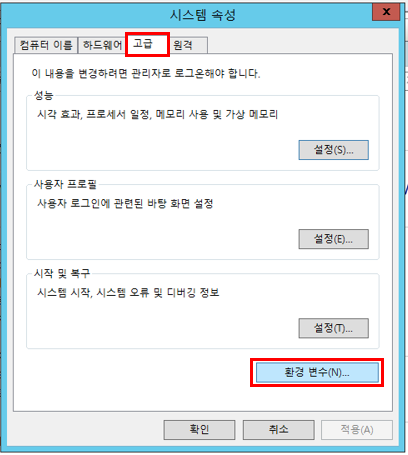 시스템 속성
x
컴퓨터 이름 하드웨어 고급 원격
이 내용을 변경하려면 관리자로 로그온해야 합니다.
성능
시각 효과, 프로세서 일정, 메모리 사용 및 가상 메모리
설정(S)...
사용자 프로필
사용자 로그인에 관련된 바탕 화면 설정
설정(E)...
시작 및 복구
시스템 시작, 시스템 오류 및 디버깅 정보
설정(T)...
환경 변수(N)...
확인 취소 적용(A)